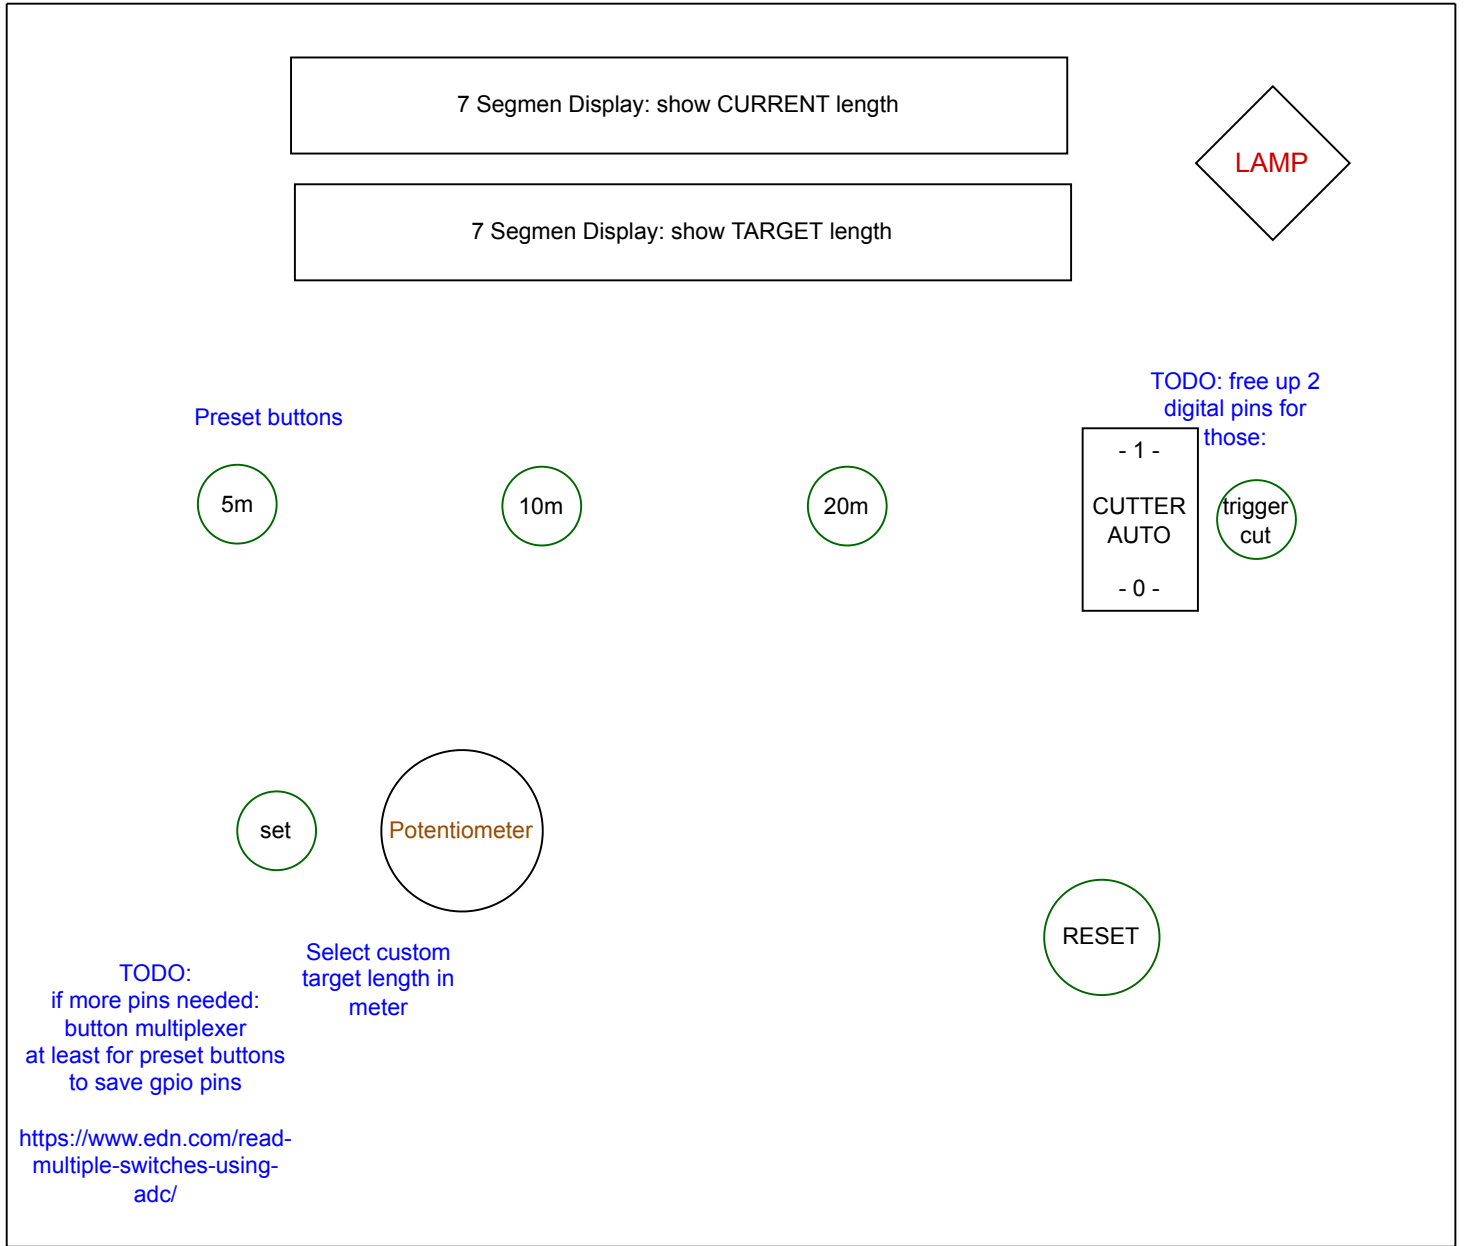 7 Segmen Display: show CURRENT length
LAMP
7 Segmen Display: show TARGET length
TODO: free up 2
digital pins for
those:
Preset buttons
5m
10m
20m
- 1 -
CUTTER
AUTO
- 0 -
trigger
cut
set
Potentiometer
Select custom
target length in
meter
RESET
TODO:
if more pins needed:
button multiplexer
at least for preset buttons
to save gpio pins
https://www.edn.com/read-
multiple-switches-using-
adc/